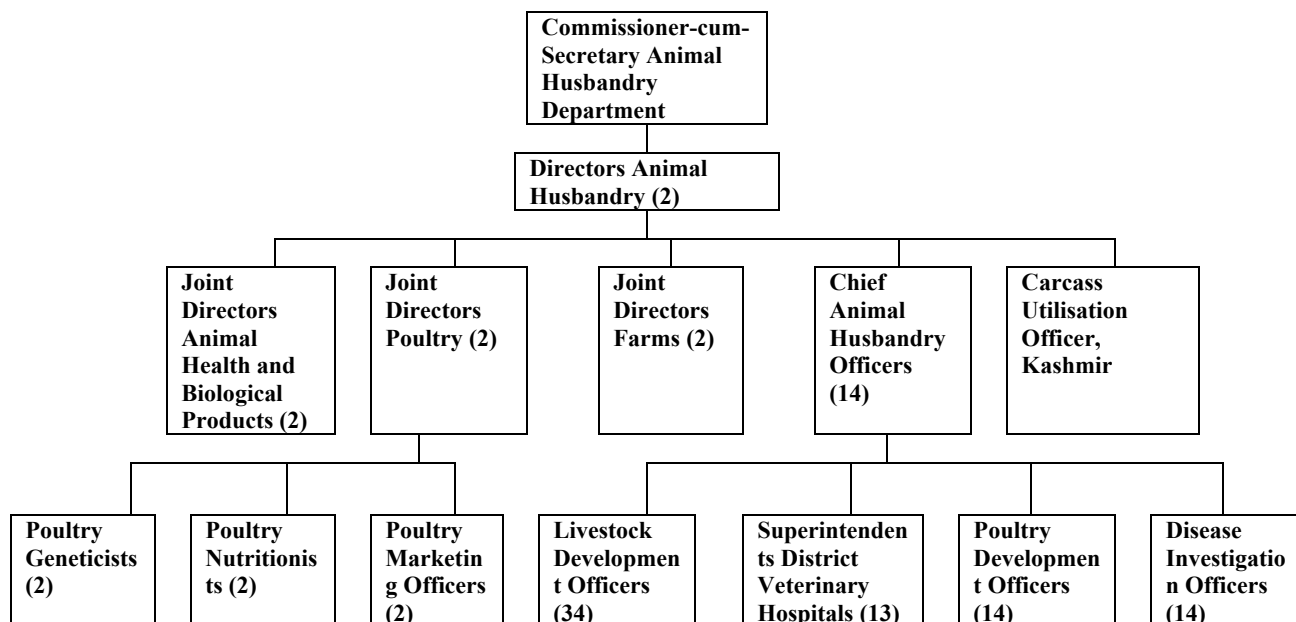 Commissioner-cum-
Secretary Animal
Husbandry
Department
Directors Animal
Husbandry (2)
Joint
Directors
Animal
Health and
Biological
Products (2)
Joint
Directors
Poultry (2)
Joint
Directors
Farms (2)
Chief
Animal
Husbandry
Officers
(14)
Carcass
Utilisation
Officer,
Kashmir
Poultry
Geneticists
(2)
Poultry
Nutritionis
ts (2)
Poultry
Marketin
g Officers
(2)
Livestock
Developmen
t Officers
(34)
Superintenden
ts District
Veterinary
Hospitals (13)
Poultry
Developmen
t Officers
(14)
Disease
Investigatio
n Officers
(14)